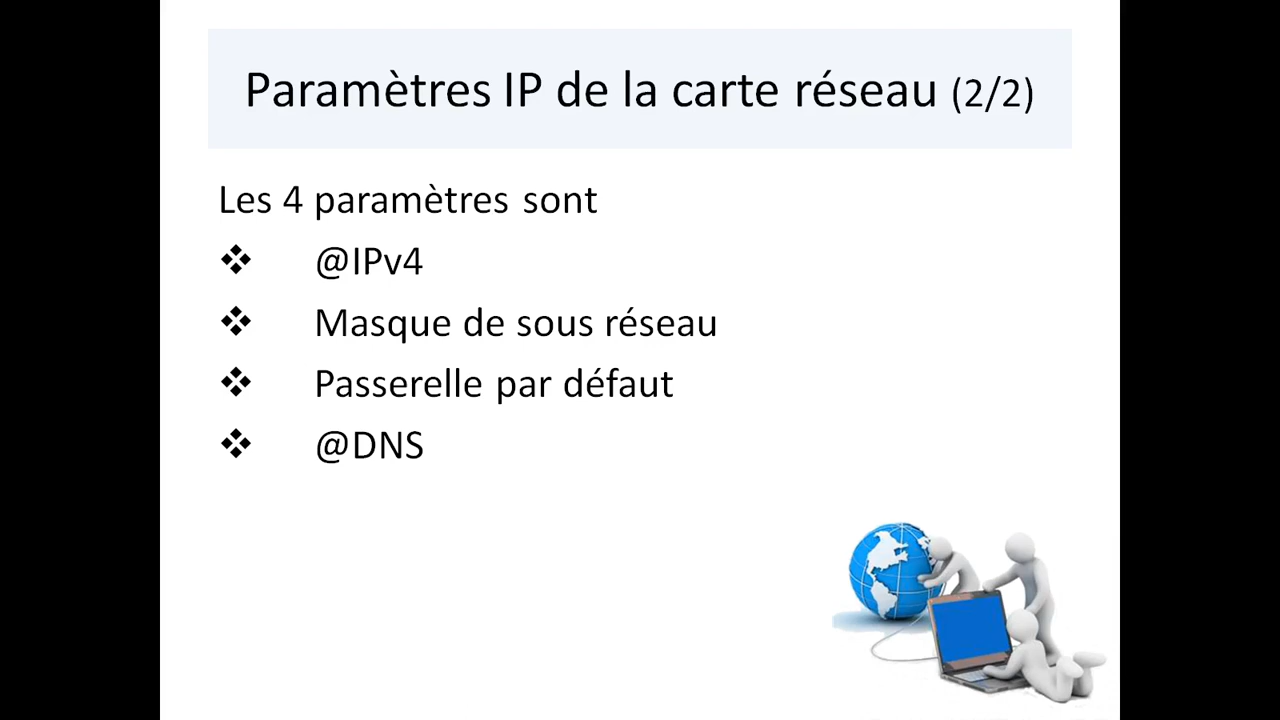 Paramètres IP de la carte réseau (2/2)
Les 4 paramètres sont
❖ @IPv4
❖ Masque de sous réseau
❖ Passerelle par défaut
❖ @DNS